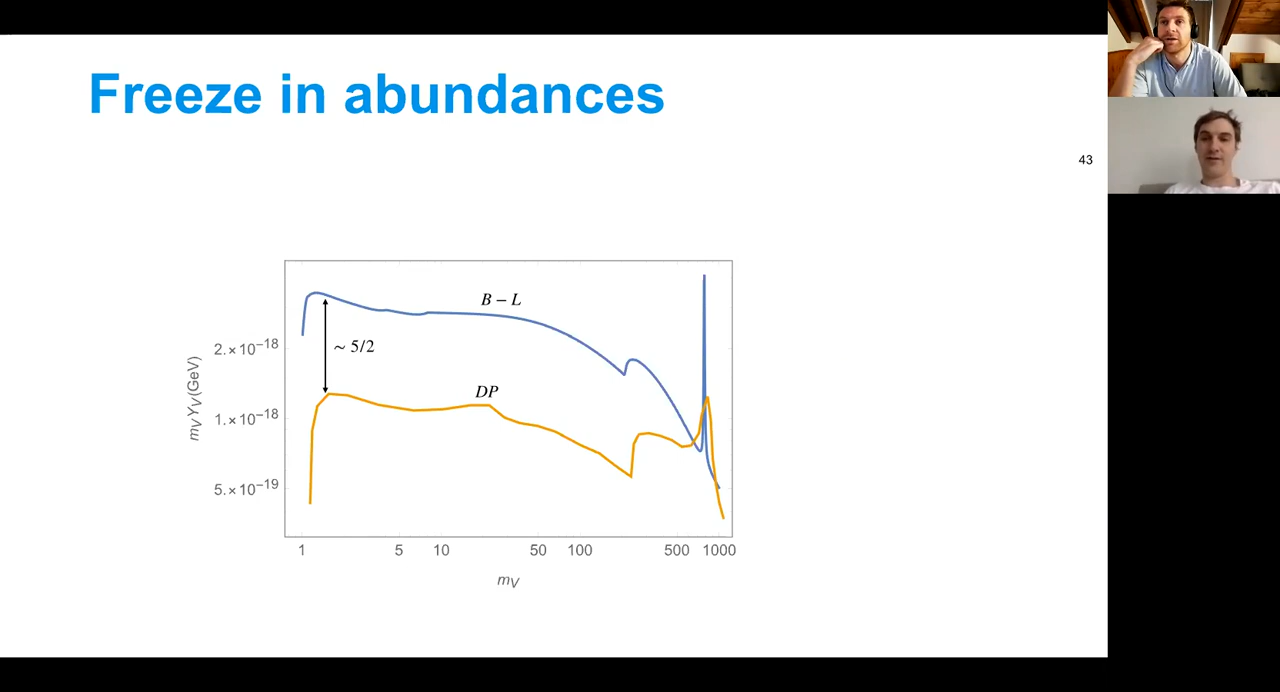 Freeze in abundances
43
B − L
∼ 5/2
DP
2.×10⁻¹⁸
1.×10⁻¹⁸
5.×10⁻¹⁹
m_V Y_V(GeV)
1 5 10 50 100 500 1000
m_V